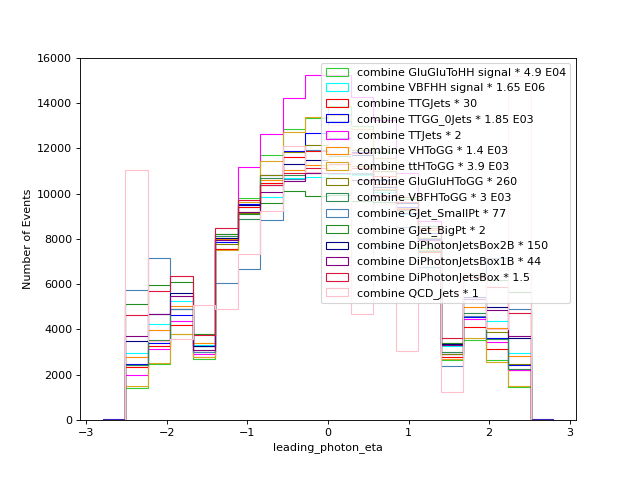 16000
14000
12000
10000
8000
6000
4000
2000
0
Number of Events
combine GluGluToHH signal * 4.9 E04
combine VBFHH signal * 1.65 E06
combine TTGJets * 30
combine TTGG_0Jets * 1.85 E03
combine TTJets * 2
combine VHToGG * 1.4 E03
combine ttHToGG * 3.9 E03
combine GluGluHToGG * 260
combine VBFHToGG * 3 E03
combine GJet_SmallPt * 77
combine GJet_BigPt * 2
combine DiPhotonJetsBox2B * 150
combine DiPhotonJetsBox1B * 44
combine DiPhotonJetsBox * 1.5
combine QCD_Jets * 1
−3 −2 −1 0 1 2 3
leading_photon_eta